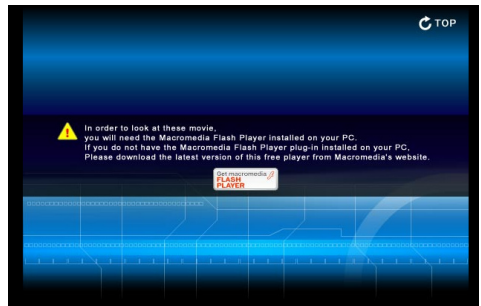 TOP
In order to look at these movie,
you will need the Macromedia Flash Player installed on your PC.
If you do not have the Macromedia Flash Player plug-in installed on your PC,
Please download the latest version of this free player from Macromedia's website.
Get macromedia
FLASH
PLAYER